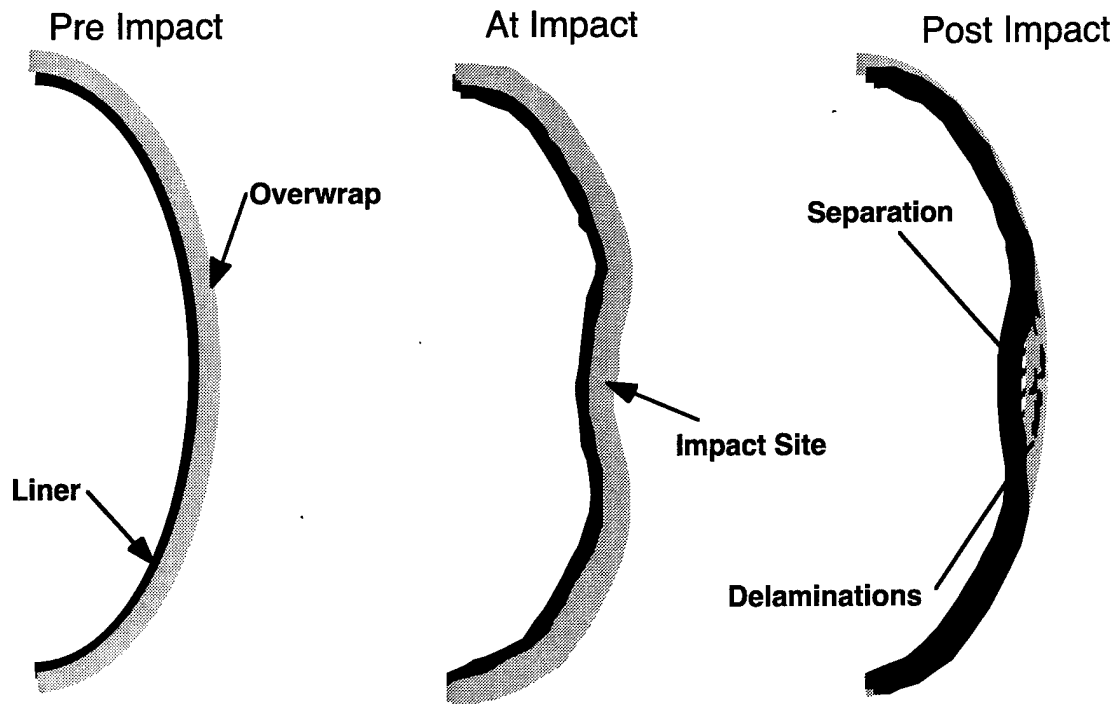 Pre Impact
At Impact
Post Impact
Overwrap
Separation
Impact Site
Liner
Delaminations